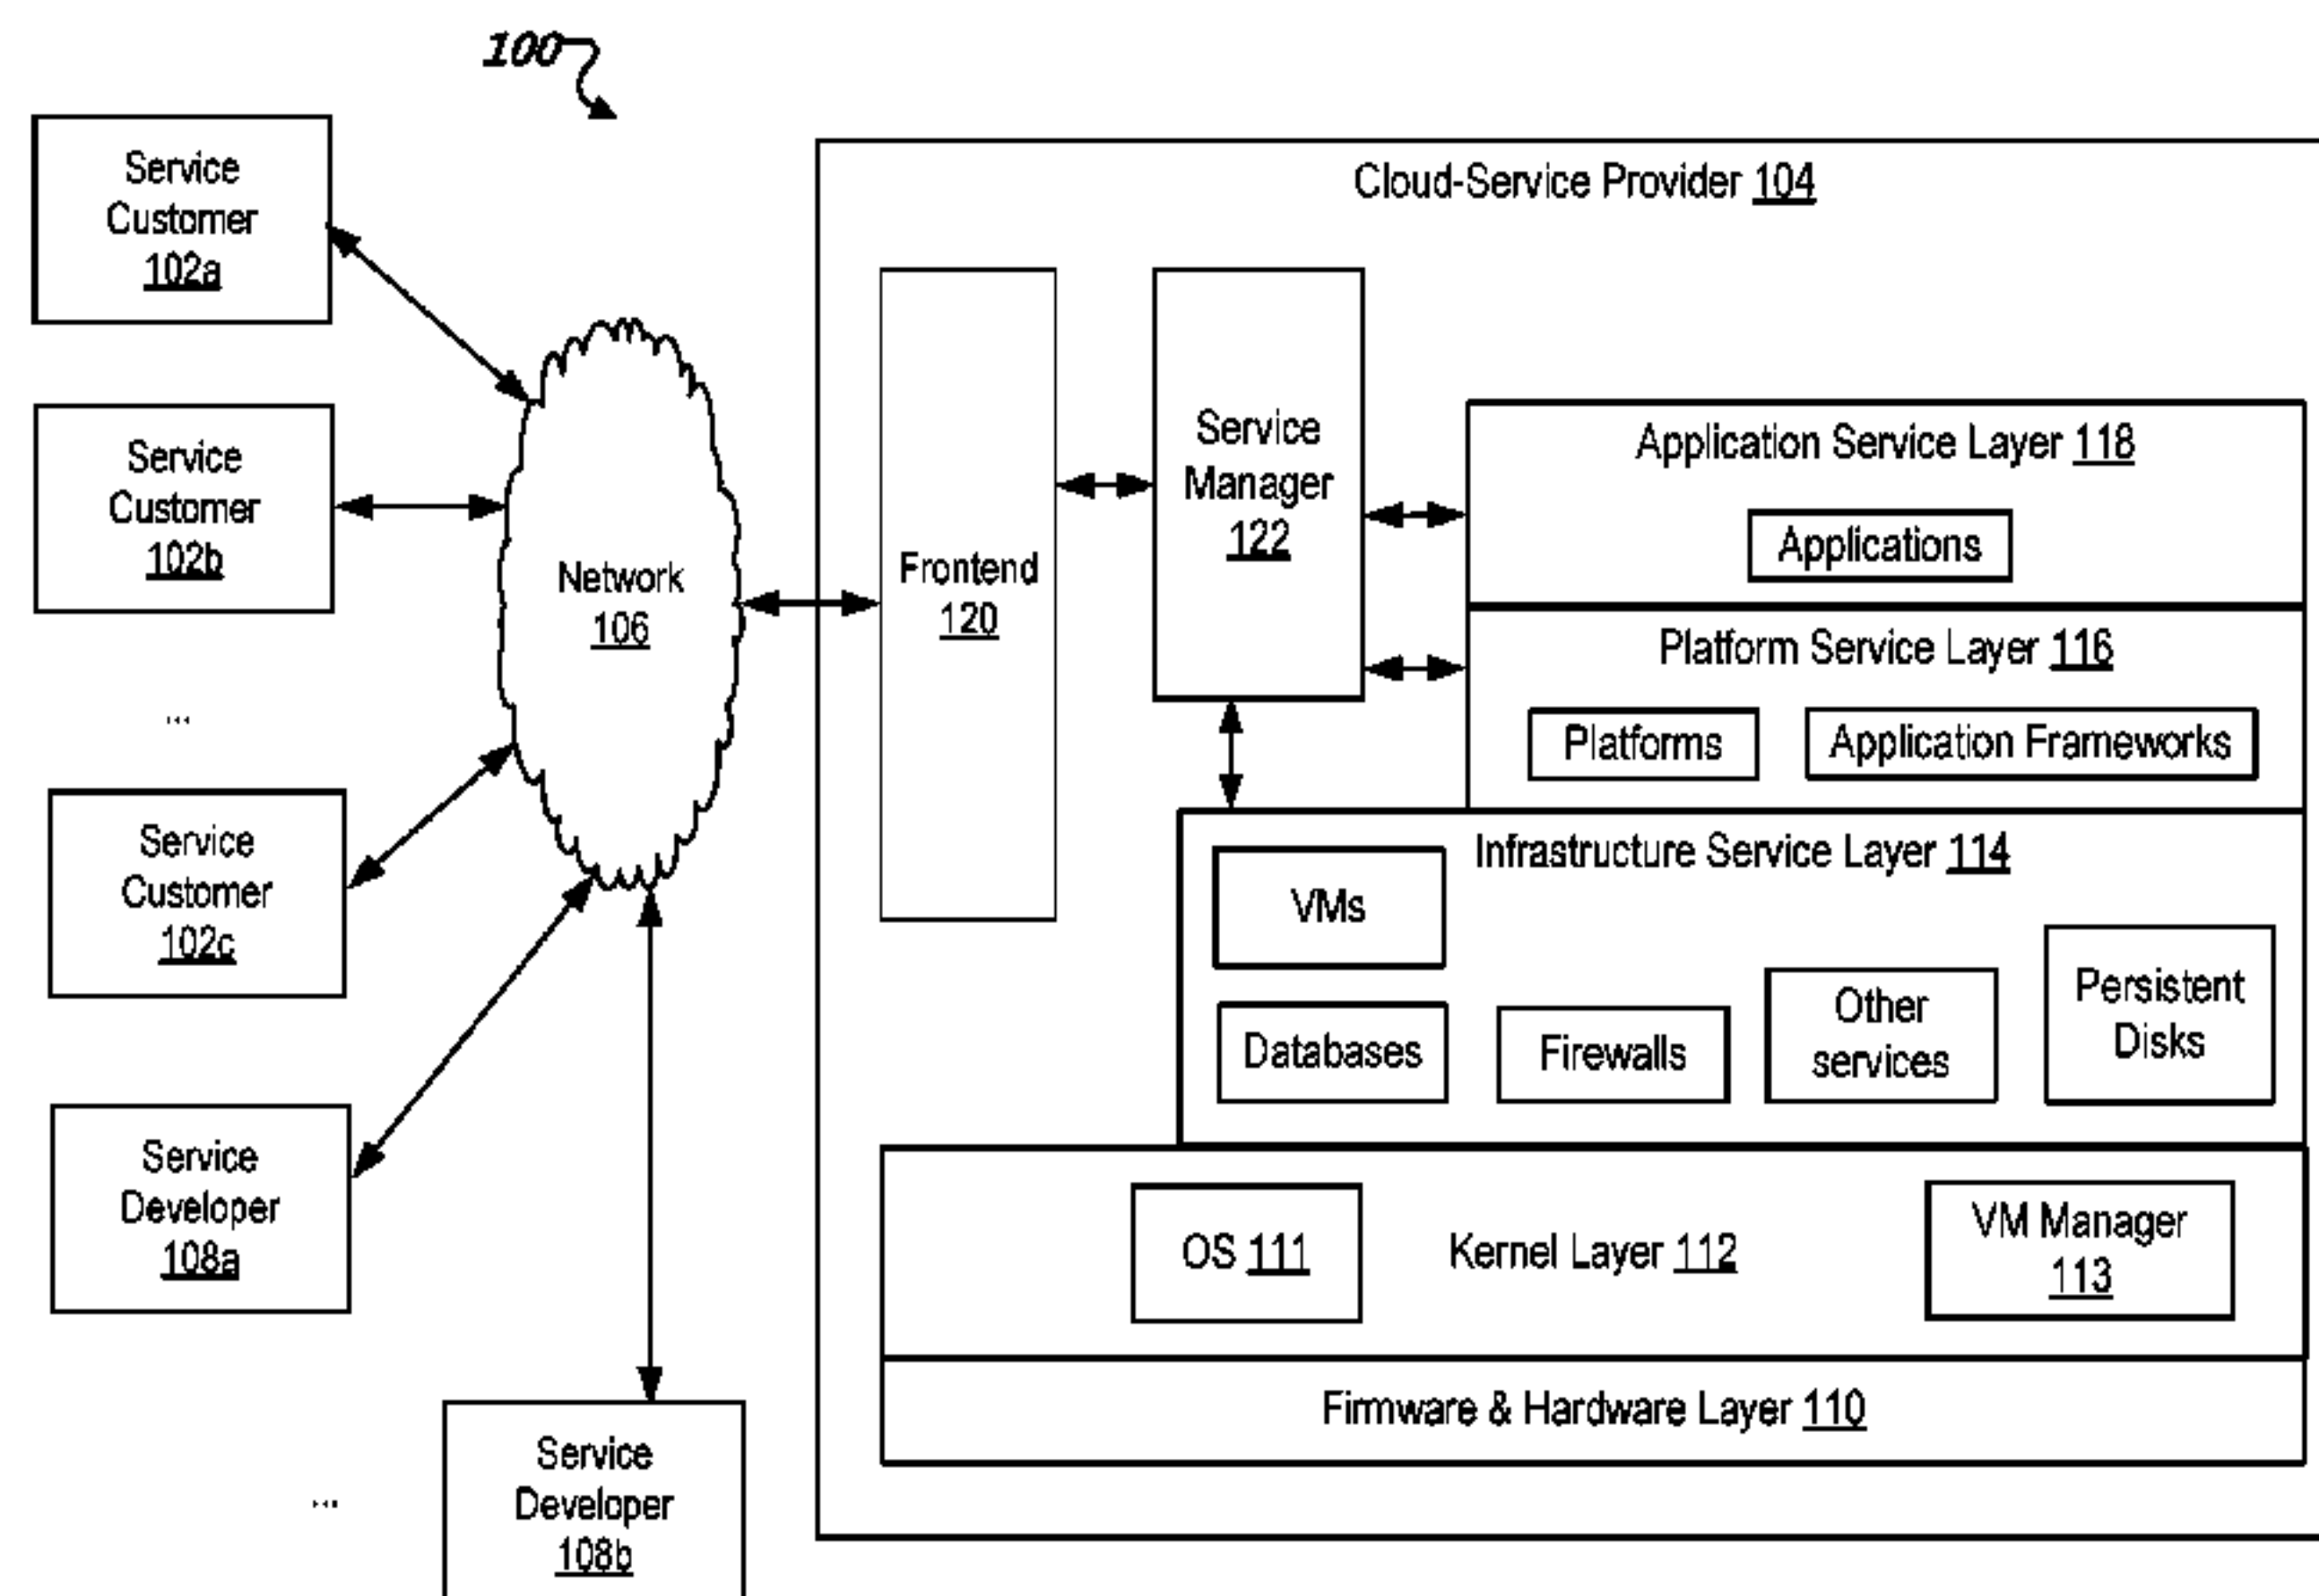 100
Service
Customer
102a
Service
Customer
102b
...
Service
Customer
102c
Service
Developer
108a
...
Service
Developer
108b
Network
106
Cloud-Service Provider 104
Frontend
120
Service
Manager
122
Application Service Layer 118
Applications
Platform Service Layer 116
Platforms
Application Frameworks
Infrastructure Service Layer 114
VMs
Databases
Firewalls
Other
services
Persistent
Disks
OS 111
Kernel Layer 112
VM Manager
113
Firmware & Hardware Layer 110